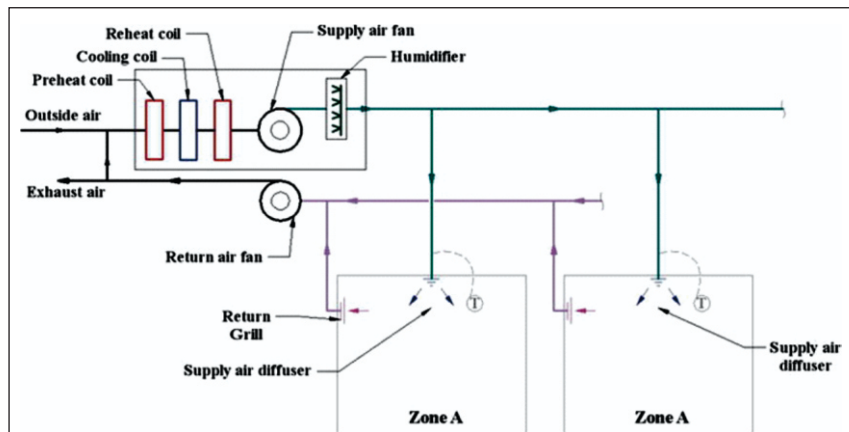 Reheat coil
Supply air fan
Cooling coil
Humidifier
Preheat coil
Outside air
Exhaust air
Return air fan
T
T
Return
Grill
Supply air diffuser
Supply air
diffuser
Zone A
Zone A